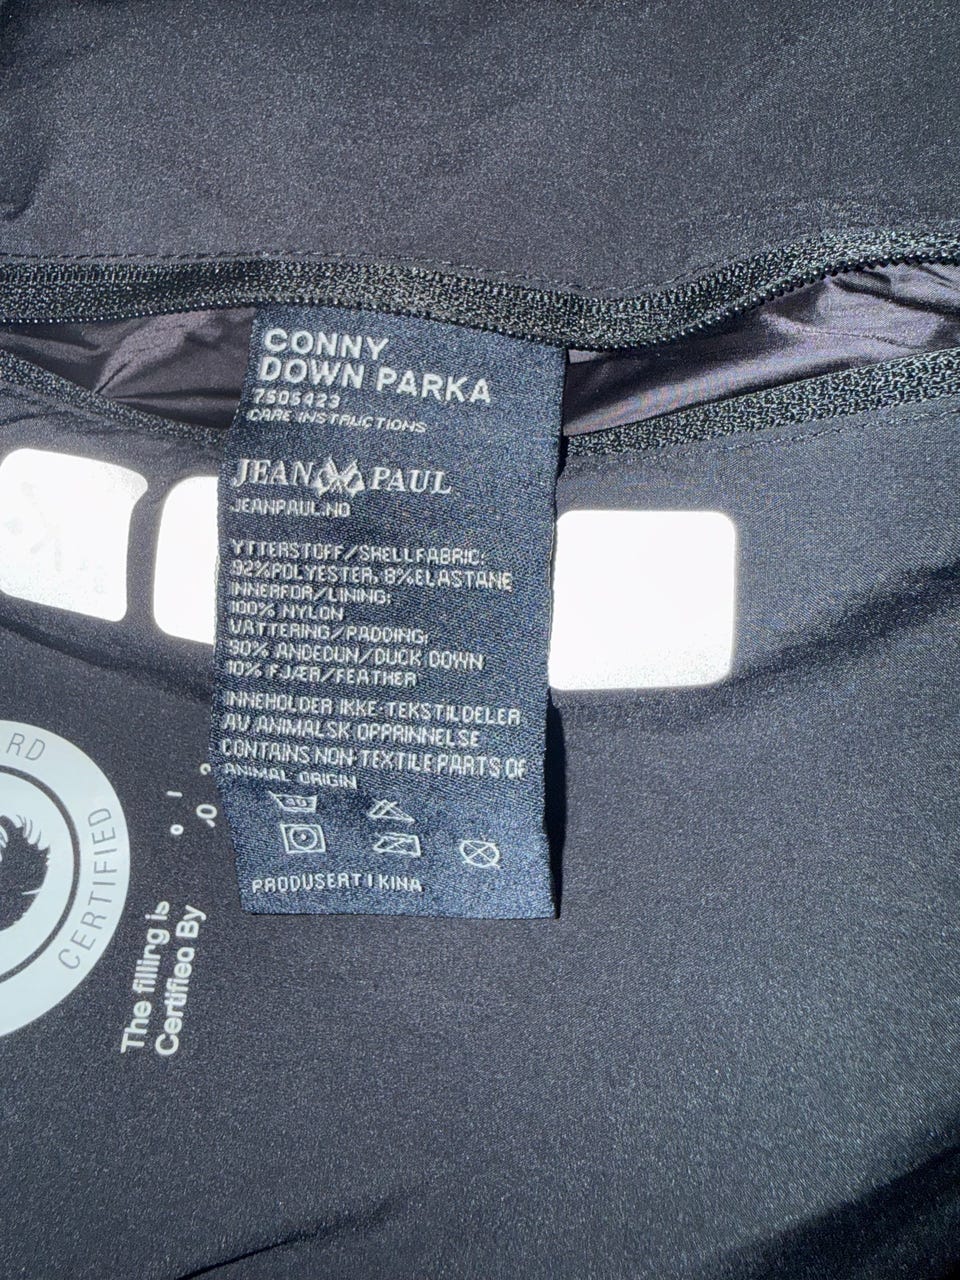 CONNY
DOWN PARKA
7505423
CARE INSTRUCTIONS
JEAN PAUL
JEANPAUL.NO
YTTERSTOFF/SHELLFABRIC:
92%POLYESTER, 8%ELASTANE
INNERFOR/LINING:
100% NYLON
VATTERING/PADDING:
90% ANDEDUN/DUCK DOWN
10% FJÆR/FEATHER
INNEHOLDER IKKE-TEKSTILDELER
AV ANIMALSK OPPRINNELSE
CONTAINS NON-TEXTILE PARTS OF
ANIMAL ORIGIN
PRODUSERT I KINA
RD
CERTIFIED
The filling is
Certified By